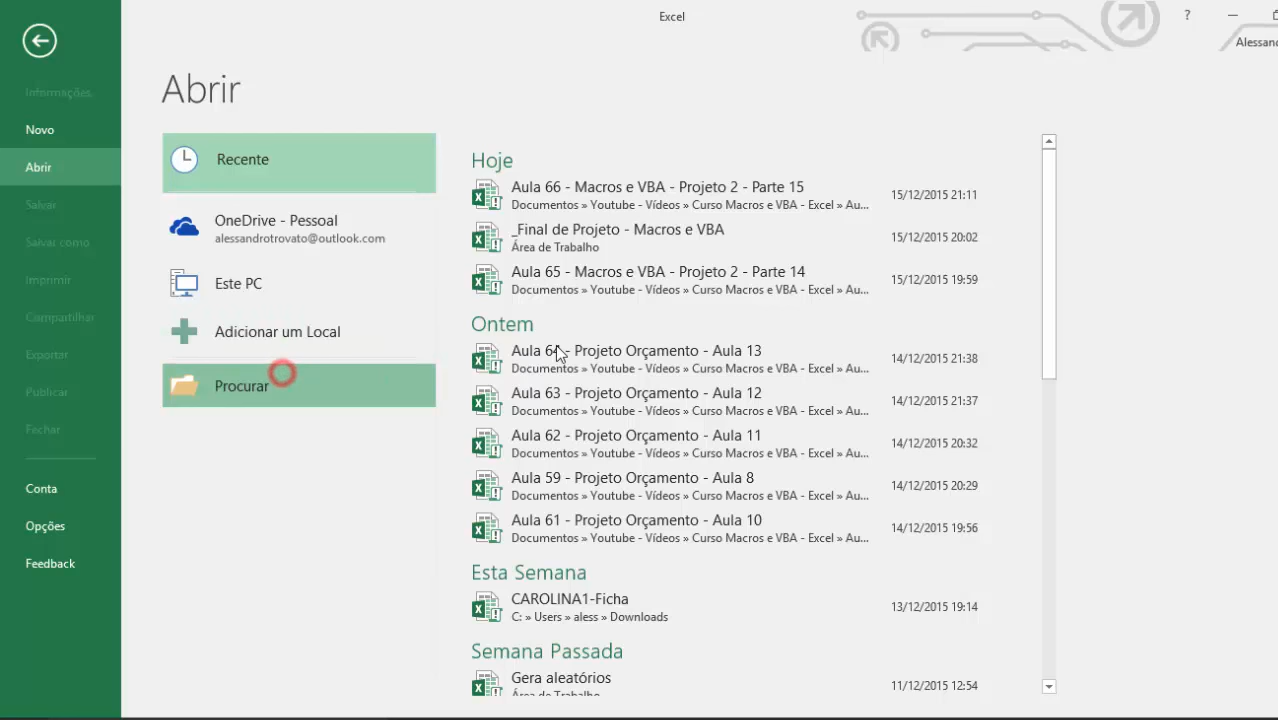 Excel
?
Alessand
Informações
Novo
Abrir
Salvar
Salvar como
Imprimir
Compartilhar
Exportar
Publicar
Fechar
Conta
Opções
Feedback
Abrir
Recente
OneDrive - Pessoal
alessandrotrovato@outlook.com
Este PC
Adicionar um Local
Procurar
Hoje
Aula 66 - Macros e VBA - Projeto 2 - Parte 15
15/12/2015 21:11
Documentos » Youtube - Vídeos » Curso Macros e VBA - Excel » Au...
_Final de Projeto - Macros e VBA
15/12/2015 20:02
Área de Trabalho
Aula 65 - Macros e VBA - Projeto 2 - Parte 14
15/12/2015 19:59
Documentos » Youtube - Vídeos » Curso Macros e VBA - Excel » Au...
Ontem
Aula 64 - Projeto Orçamento - Aula 13
14/12/2015 21:38
Documentos » Youtube - Vídeos » Curso Macros e VBA - Excel » Au...
Aula 63 - Projeto Orçamento - Aula 12
14/12/2015 21:37
Documentos » Youtube - Vídeos » Curso Macros e VBA - Excel » Au...
Aula 62 - Projeto Orçamento - Aula 11
14/12/2015 20:32
Documentos » Youtube - Vídeos » Curso Macros e VBA - Excel » Au...
Aula 59 - Projeto Orçamento - Aula 8
14/12/2015 20:29
Documentos » Youtube - Vídeos » Curso Macros e VBA - Excel » Au...
Aula 61 - Projeto Orçamento - Aula 10
14/12/2015 19:56
Documentos » Youtube - Vídeos » Curso Macros e VBA - Excel » Au...
Esta Semana
CAROLINA1-Ficha
13/12/2015 19:14
C: » Users » aless » Downloads
Semana Passada
Gera aleatórios
11/12/2015 12:54
Área de Trabalho